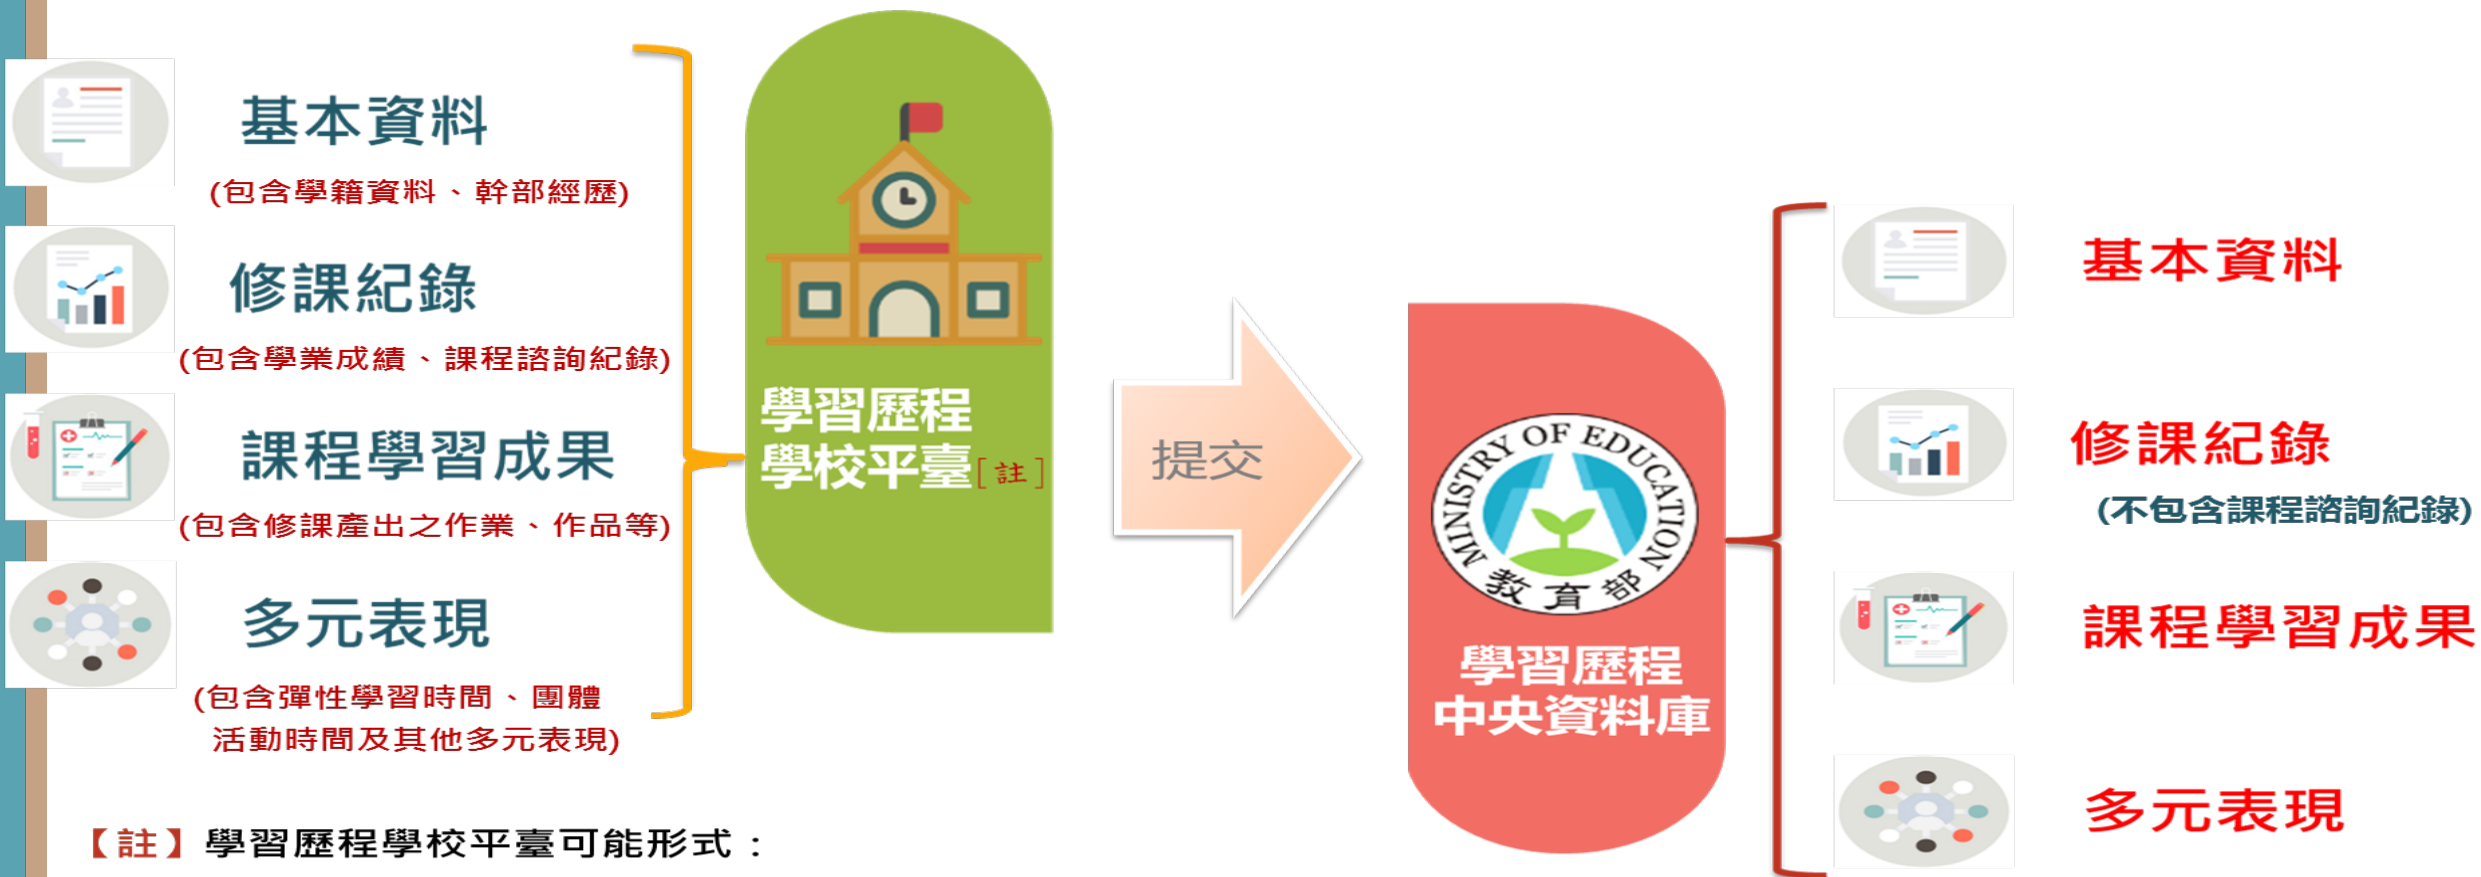 基本資料
(包含學籍資料、幹部經歷)
修課紀錄
(包含學業成績、課程諮詢紀錄)
課程學習成果
(包含修課產出之作業、作品等)
多元表現
(包含彈性學習時間、團體
活動時間及其他多元表現)
學習歷程
學校平臺[註]
提交
MINISTRY OF EDUCATION
教育部
學習歷程
中央資料庫
基本資料
修課紀錄
(不包含課程諮詢紀錄)
課程學習成果
多元表現
【註】學習歷程學校平臺可能形式：